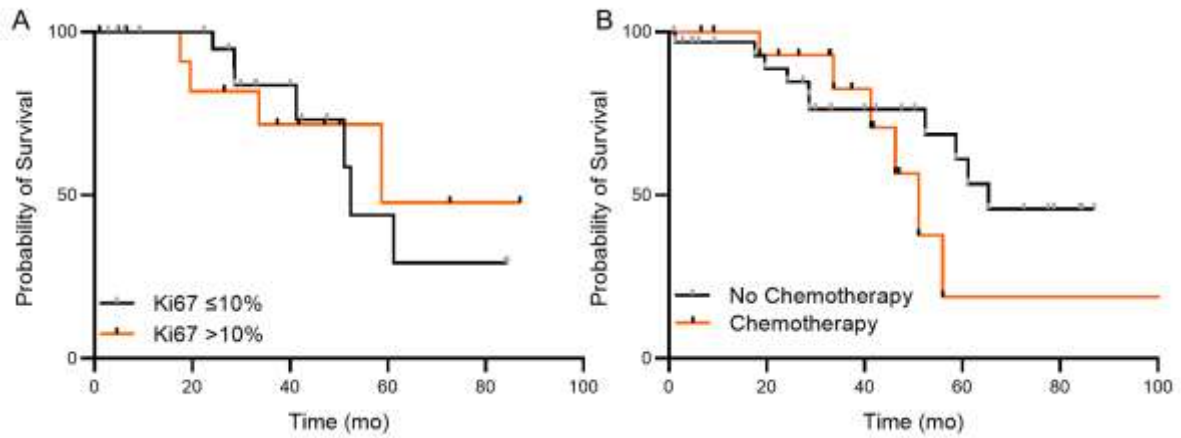 A
Probability of Survival
100
50
0
0 20 40 60 80 100
Time (mo)
Ki67 ≤10%
Ki67 >10%
B
Probability of Survival
100
50
0
0 20 40 60 80 100
Time (mo)
No Chemotherapy
Chemotherapy